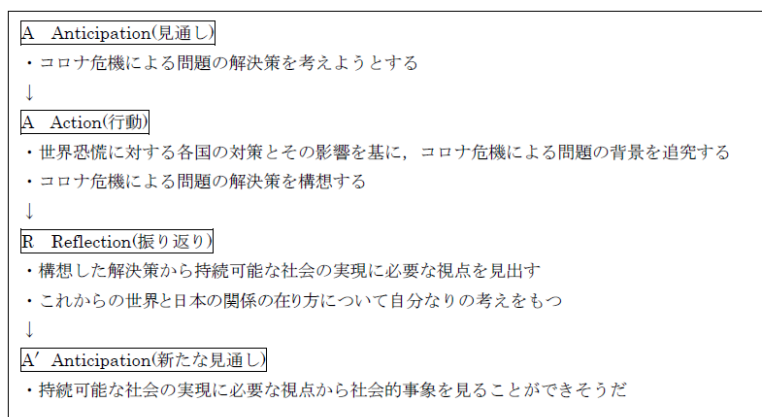 A Anticipation(見通し)
・コロナ危機による問題の解決策を考えようとする
↓
A Action(行動)
・世界恐慌に対する各国の対策とその影響を基に，コロナ危機による問題の背景を追究する
・コロナ危機による問題の解決策を構想する
↓
R Reflection(振り返り)
・構想した解決策から持続可能な社会の実現に必要な視点を見出す
・これからの世界と日本の関係の在り方について自分なりの考えをもつ
↓
A′ Anticipation(新たな見通し)
・持続可能な社会の実現に必要な視点から社会的事象を見ることができそうだ